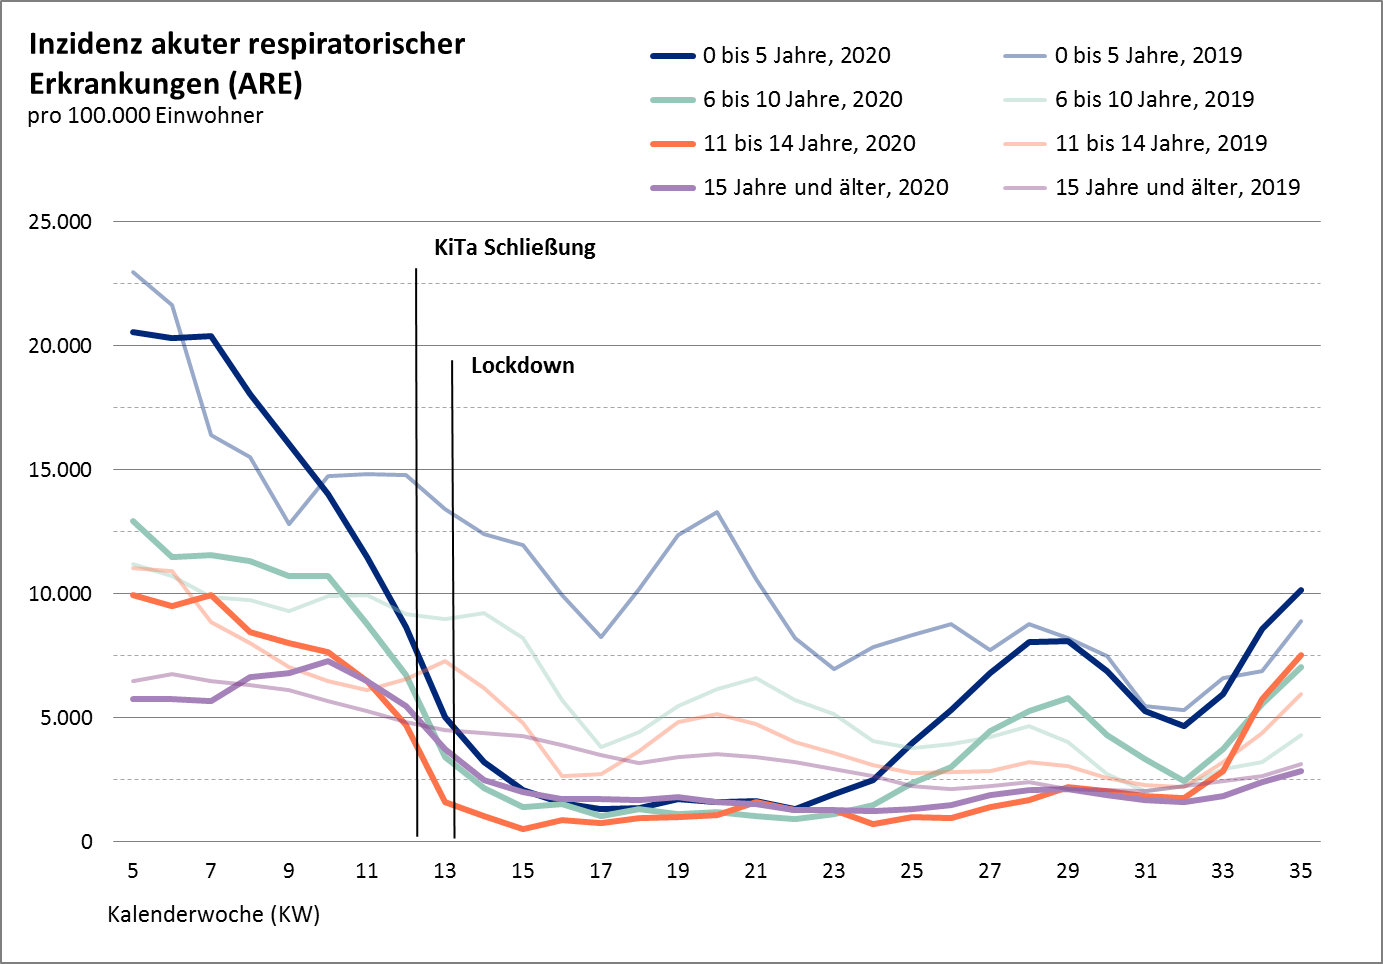 Inzidenz akuter respiratorischer
Erkrankungen (ARE)
pro 100.000 Einwohner
0 bis 5 Jahre, 2020
0 bis 5 Jahre, 2019
6 bis 10 Jahre, 2020
6 bis 10 Jahre, 2019
11 bis 14 Jahre, 2020
11 bis 14 Jahre, 2019
15 Jahre und älter, 2020
15 Jahre und älter, 2019
25.000
KiTa Schließung
20.000
Lockdown
15.000
10.000
5.000
0
5 7 9 11 13 15 17 19 21 23 25 27 29 31 33 35
Kalenderwoche (KW)